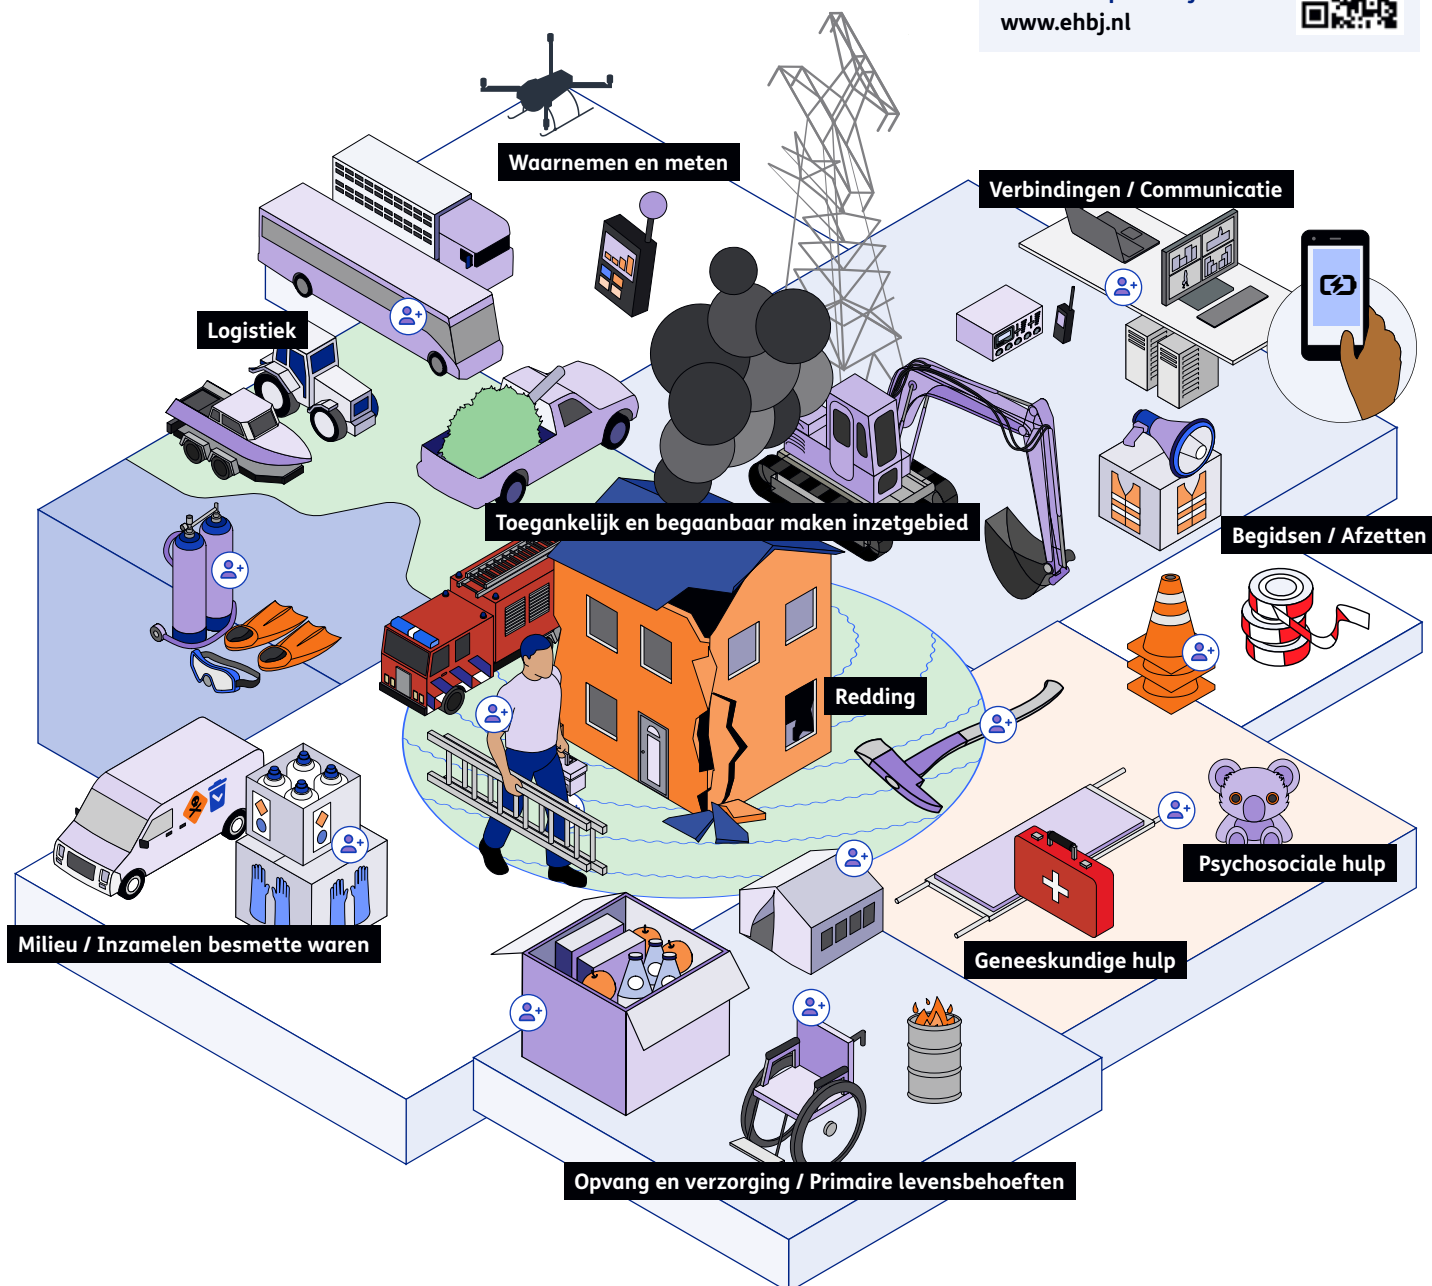 www.ehbj.nl
Waarnemen en meten
Verbindingen / Communicatie
Logistiek
Toegankelijk en begaanbaar maken inzetgebied
Begidsen / Afzetten
Redding
Psychosociale hulp
Milieu / Inzamelen besmette waren
Geneeskundige hulp
Opvang en verzorging / Primaire levensbehoeften